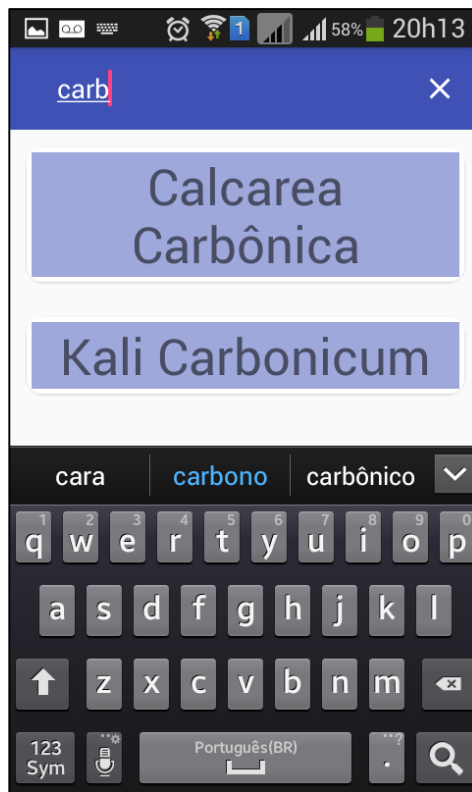 1 58% 20h13
carb
Calcarea
Carbônica
Kali Carbonicum
cara carbono carbônico
1 2 3 4 5 6 7 8 9 0
q w e r t y u i o p
a s d f g h j k l
z x c v b n m
123 Português(BR) ?
Sym .